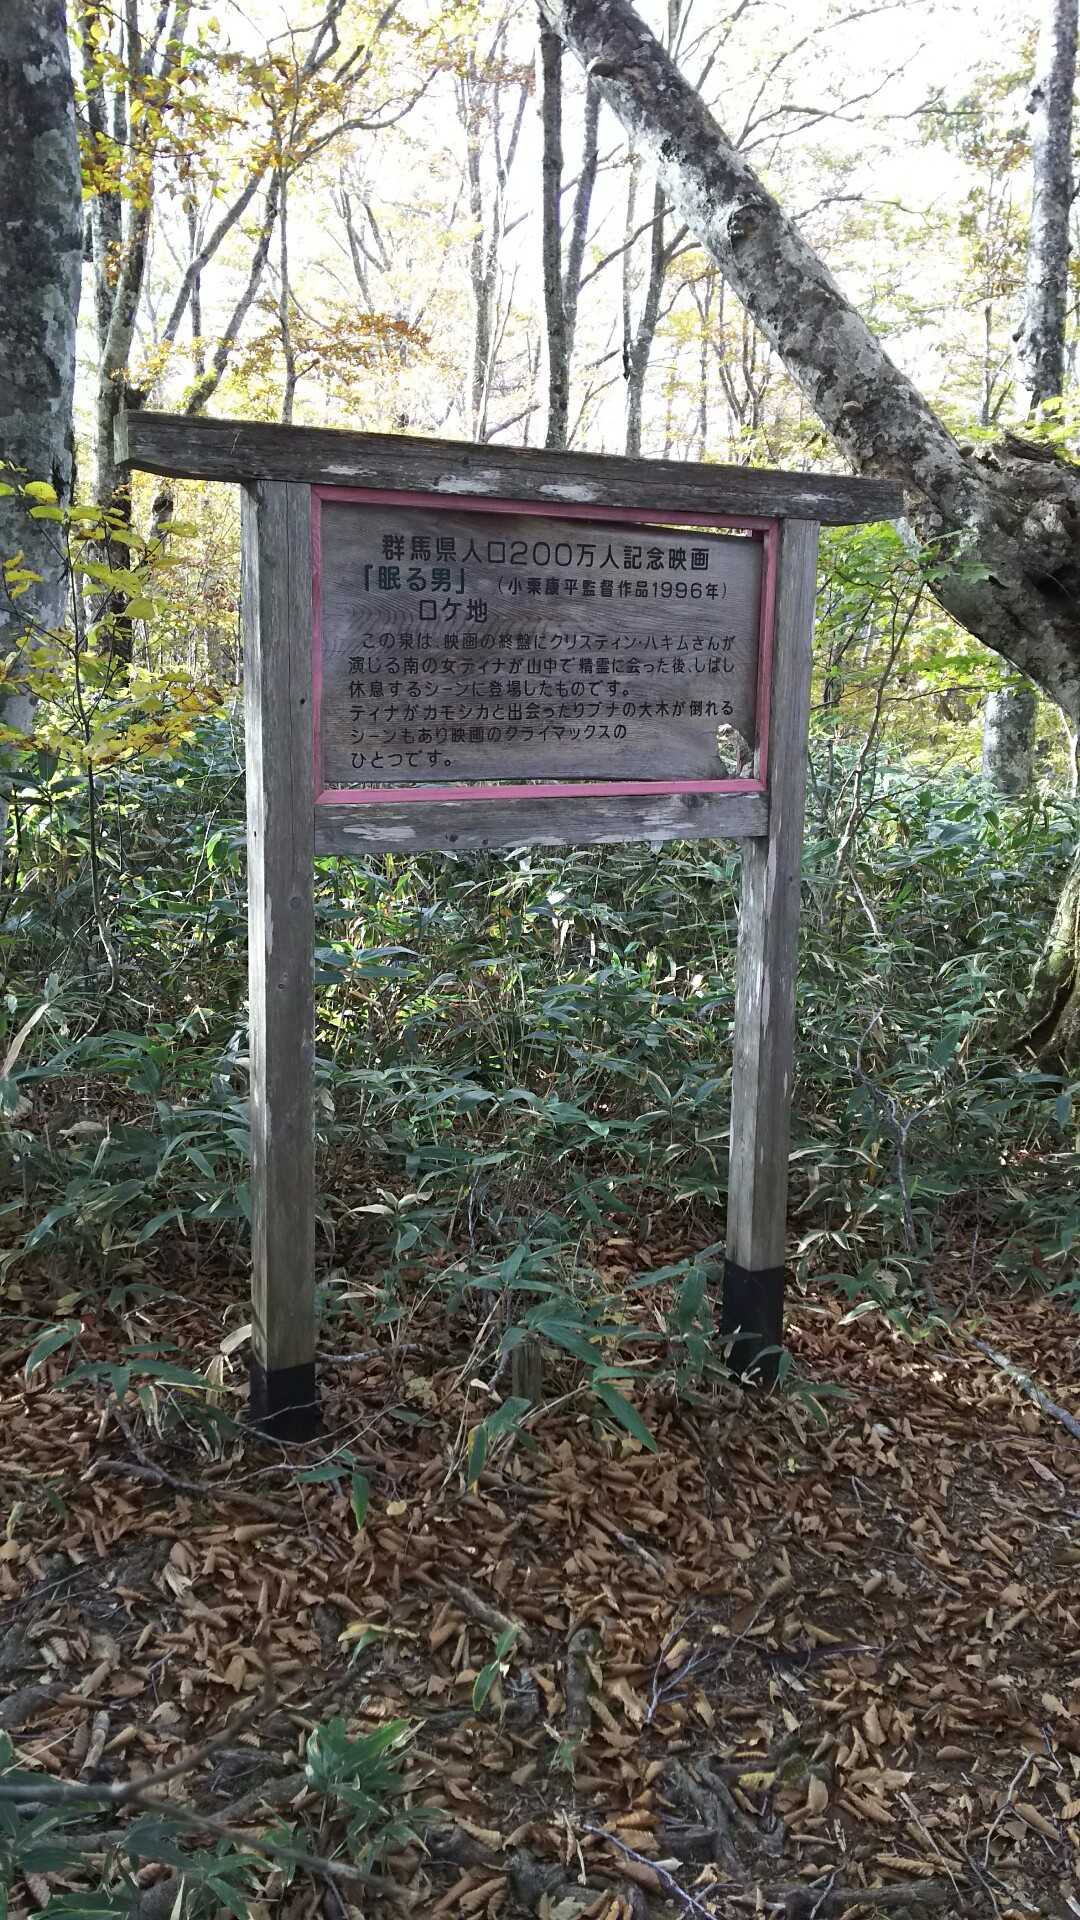 群馬県人口200万人記念映画
「眠る男」 (小栗康平監督作品1996年)
ロケ地
この泉は、映画の終盤にクリスティン・ハキムさんが
演じる南の女ティナが山中で精霊に会った後、しばし
休息するシーンに登場したものです。
ティナがカモシカと出会ったりブナの大木が倒れる
シーンもあり映画のクライマックスの
ひとつです。